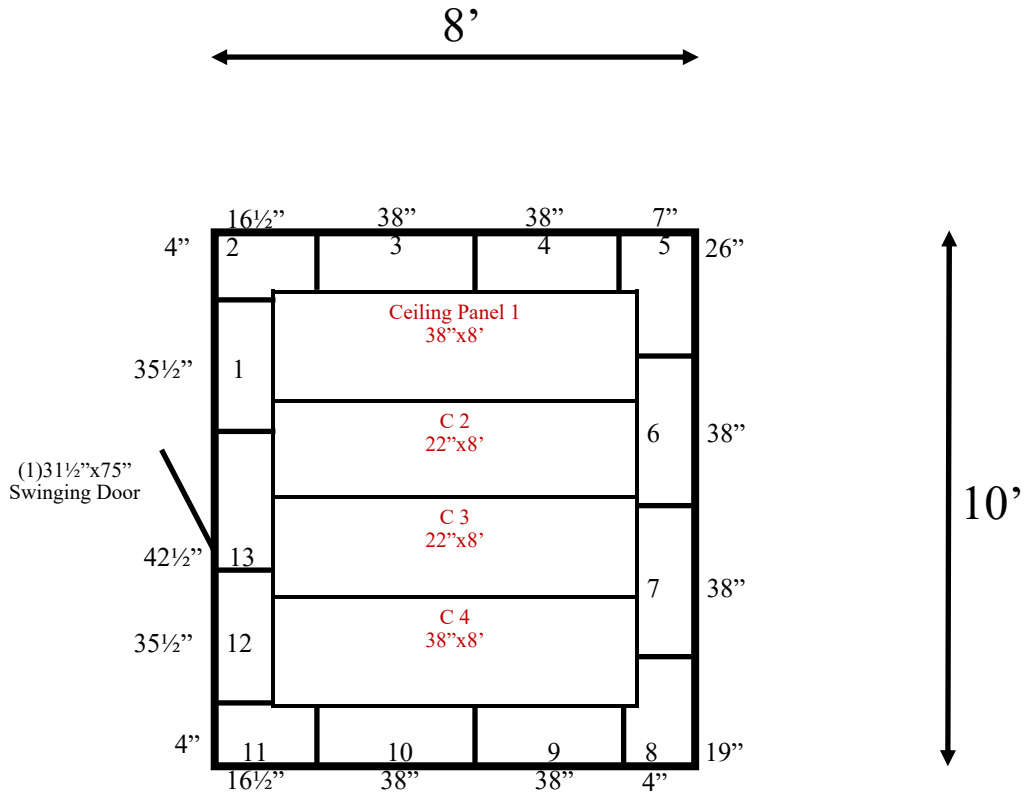 8’
16½” 38” 38” 7”
4” 2 3 4 5 26”
Ceiling Panel 1
38”x8’
35½” 1
C 2
22”x8’
6 38”
(1)31½”x75”
Swinging Door
10’
C 3
22”x8’
42½” 13
7 38”
C 4
38”x8’
35½” 12
4” 11 10 9 8 19”
16½” 38” 38” 4”